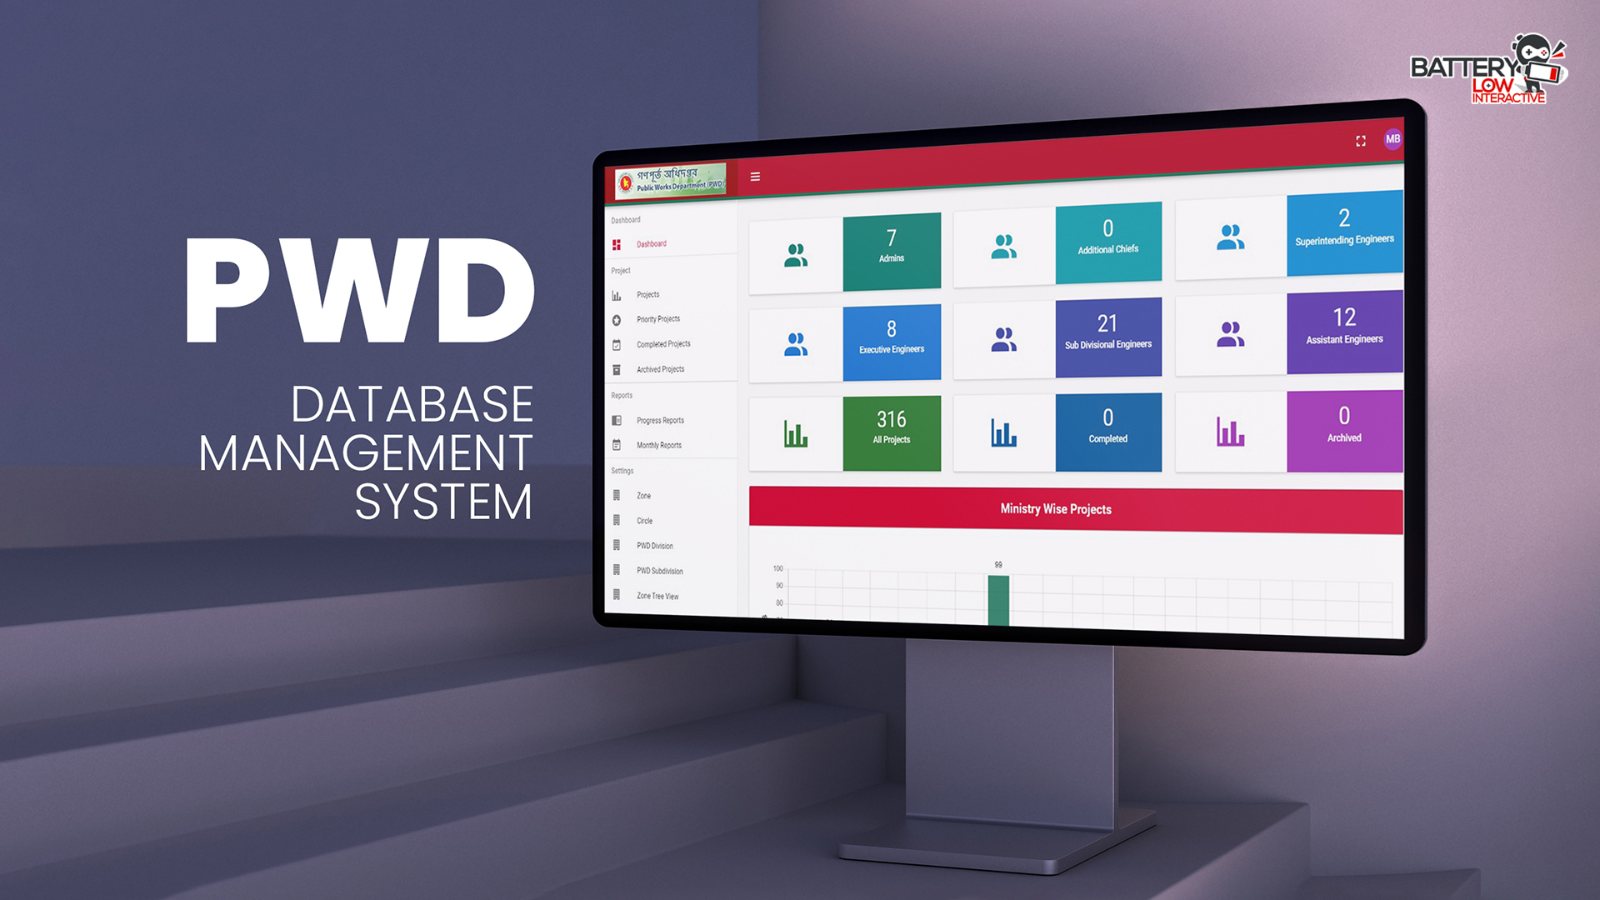 BATTERY
LOW
INTERACTIVE
PWD
DATABASE
MANAGEMENT
SYSTEM
গণপূর্ত অধিদপ্তর
Public Works Department (PWD)
MB
Dashboard
Dashboard
Project
Projects
Priority Projects
Completed Projects
Archived Projects
Reports
Progress Reports
Monthly Reports
Settings
Zone
Circle
PWD Division
PWD Subdivision
Zone Tree View
7
Admins
0
Additional Chiefs
2
Superintending Engineers
8
Executive Engineers
21
Sub Divisional Engineers
12
Assistant Engineers
316
All Projects
0
Completed
0
Archived
Ministry Wise Projects
99
100
90
80